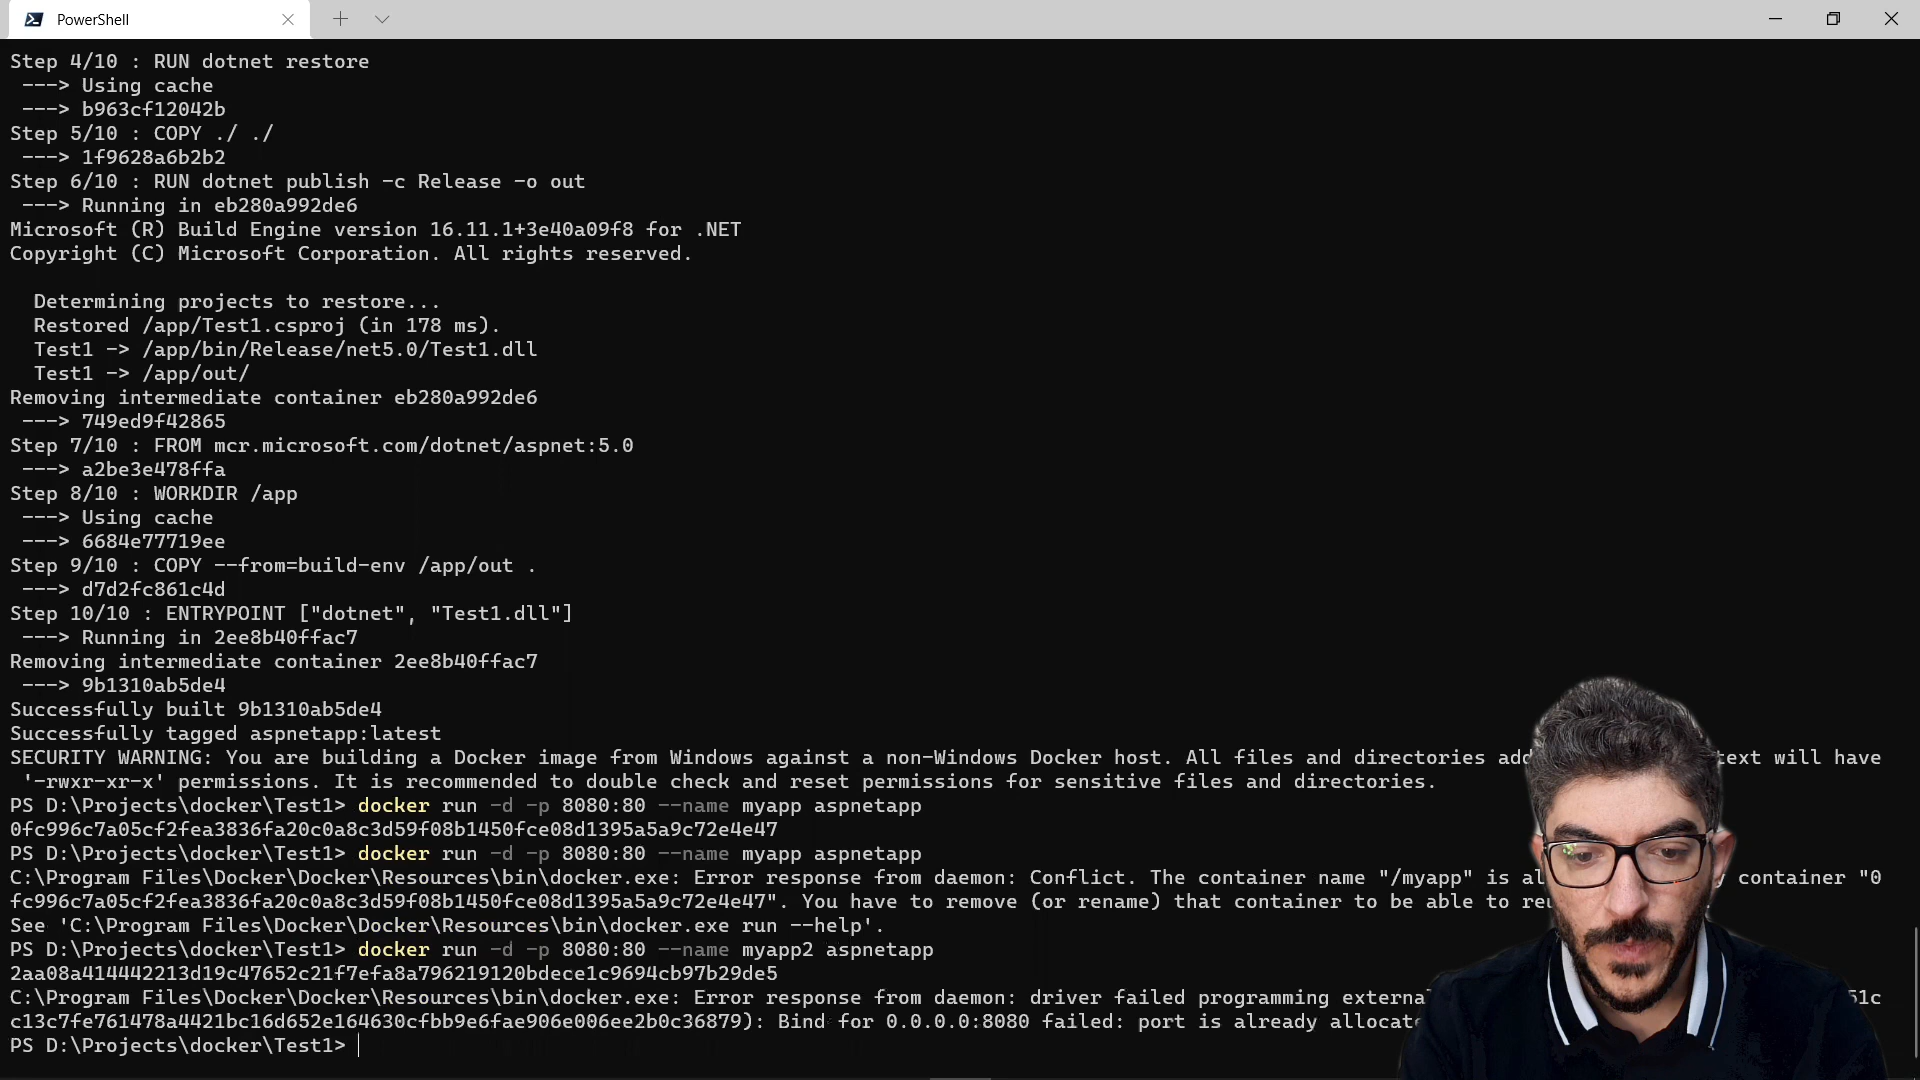 PowerShell
Step 4/10 : RUN dotnet restore
---> Using cache
---> b963cf12042b
Step 5/10 : COPY ./ ./
---> 1f9628a6b2b2
Step 6/10 : RUN dotnet publish -c Release -o out
---> Running in eb280a992de6
Microsoft (R) Build Engine version 16.11.1+3e40a09f8 for .NET
Copyright (C) Microsoft Corporation. All rights reserved.
Determining projects to restore...
Restored /app/Test1.csproj (in 178 ms).
Test1 -> /app/bin/Release/net5.0/Test1.dll
Test1 -> /app/out/
Removing intermediate container eb280a992de6
---> 749ed9f42865
Step 7/10 : FROM mcr.microsoft.com/dotnet/aspnet:5.0
---> a2be3e478ffa
Step 8/10 : WORKDIR /app
---> Using cache
---> 6684e77719ee
Step 9/10 : COPY --from=build-env /app/out .
---> d7d2fc861c4d
Step 10/10 : ENTRYPOINT ["dotnet", "Test1.dll"]
---> Running in 2ee8b40ffac7
Removing intermediate container 2ee8b40ffac7
---> 9b1310ab5de4
Successfully built 9b1310ab5de4
Successfully tagged aspnetapp:latest
SECURITY WARNING: You are building a Docker image from Windows against a non-Windows Docker host. All files and directories will have
'-rwxr-xr-x' permissions. It is recommended to double check and reset permissions for sensitive files and directories.
PS D:\Projects\docker\Test1> docker run -d -p 8080:80 --name myapp aspnetapp
0fc996c7a05cf2fea3836fa20c0a8c3d59f08b1450fce08d1395a5a9c72e4e47
PS D:\Projects\docker\Test1> docker run -d -p 8080:80 --name myapp aspnetapp
C:\Program Files\Docker\Docker\Resources\bin\docker.exe: Error response from daemon: Conflict. The container name "/myapp" is container "0
fc996c7a05cf2fea3836fa20c0a8c3d59f08b1450fce08d1395a5a9c72e4e47". You have to remove (or rename) that container to be able to
See 'C:\Program Files\Docker\Docker\Resources\bin\docker.exe run --help'.
PS D:\Projects\docker\Test1> docker run -d -p 8080:80 --name myapp2 aspnetapp
2aa08a414442213d19c47652c21f7efa8a796219120bdece1c9694cb97b29de5
C:\Program Files\Docker\Docker\Resources\bin\docker.exe: Error response from daemon: driver failed programming 51c
c13c7fe761478a4421bc16d652e164630cfbb9e6fae906e006ee2b0c36879): Bind for 0.0.0.0:8080 failed: port is already
PS D:\Projects\docker\Test1>